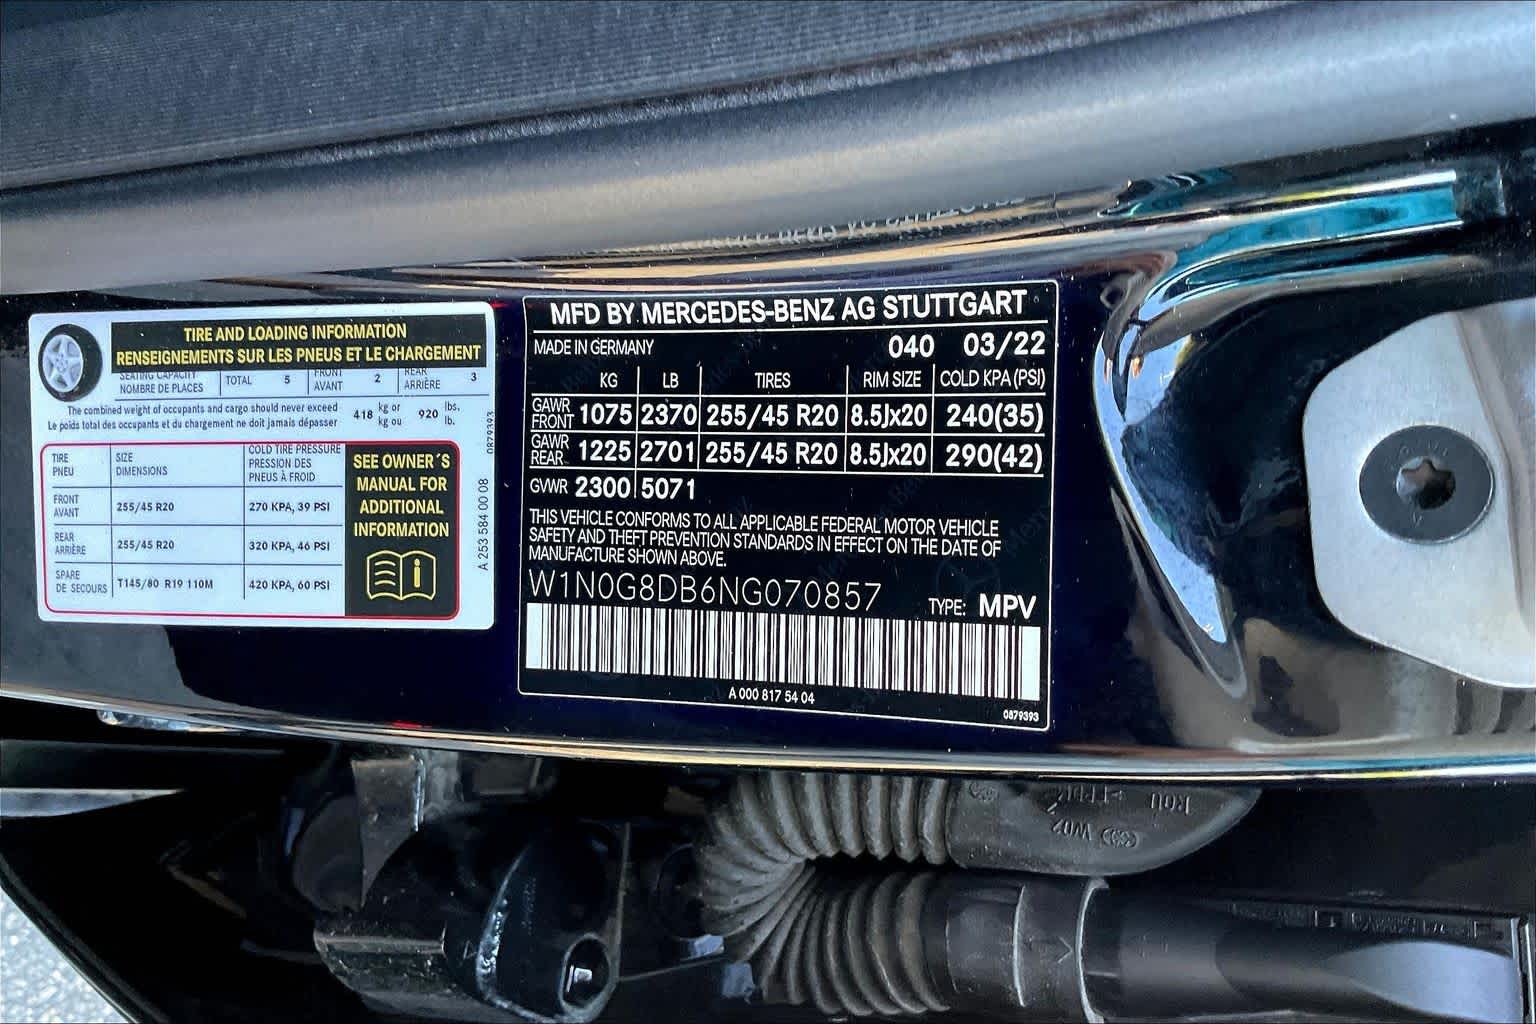 TIRE AND LOADING INFORMATION
RENSEIGNEMENTS SUR LES PNEUS ET LE CHARGEMENT
SEATING CAPACITY
NOMBRE DE PLACES
TOTAL 5
FRONT
AVANT
2
REAR
ARRIÈRE
3
The combined weight of occupants and cargo should never exceed
Le poids total des occupants et du chargement ne doit jamais dépasser
418 kg or
kg ou
920 lbs.
lb.
0879393
TIRE
PNEU
SIZE
DIMENSIONS
COLD TIRE PRESSURE
PRESSION DES
PNEUS À FROID
FRONT
AVANT
255/45 R20
270 KPA, 39 PSI
REAR
ARRIÈRE
255/45 R20
320 KPA, 46 PSI
SPARE
DE SECOURS
T145/80 R19 110M
420 KPA, 60 PSI
SEE OWNER´S
MANUAL FOR
ADDITIONAL
INFORMATION
A 253 584 00 08
MFD BY MERCEDES-BENZ AG STUTTGART
MADE IN GERMANY 040 03/22
KG LB TIRES RIM SIZE COLD KPA (PSI)
GAWR
FRONT
1075 2370 255/45 R20 8.5Jx20 240(35)
GAWR
REAR
1225 2701 255/45 R20 8.5Jx20 290(42)
GVWR 2300 5071
THIS VEHICLE CONFORMS TO ALL APPLICABLE FEDERAL MOTOR VEHICLE
SAFETY AND THEFT PREVENTION STANDARDS IN EFFECT ON THE DATE OF
MANUFACTURE SHOWN ABOVE.
W1N0G8DB6NG070857
TYPE: MPV
A 000 817 54 04
0879393